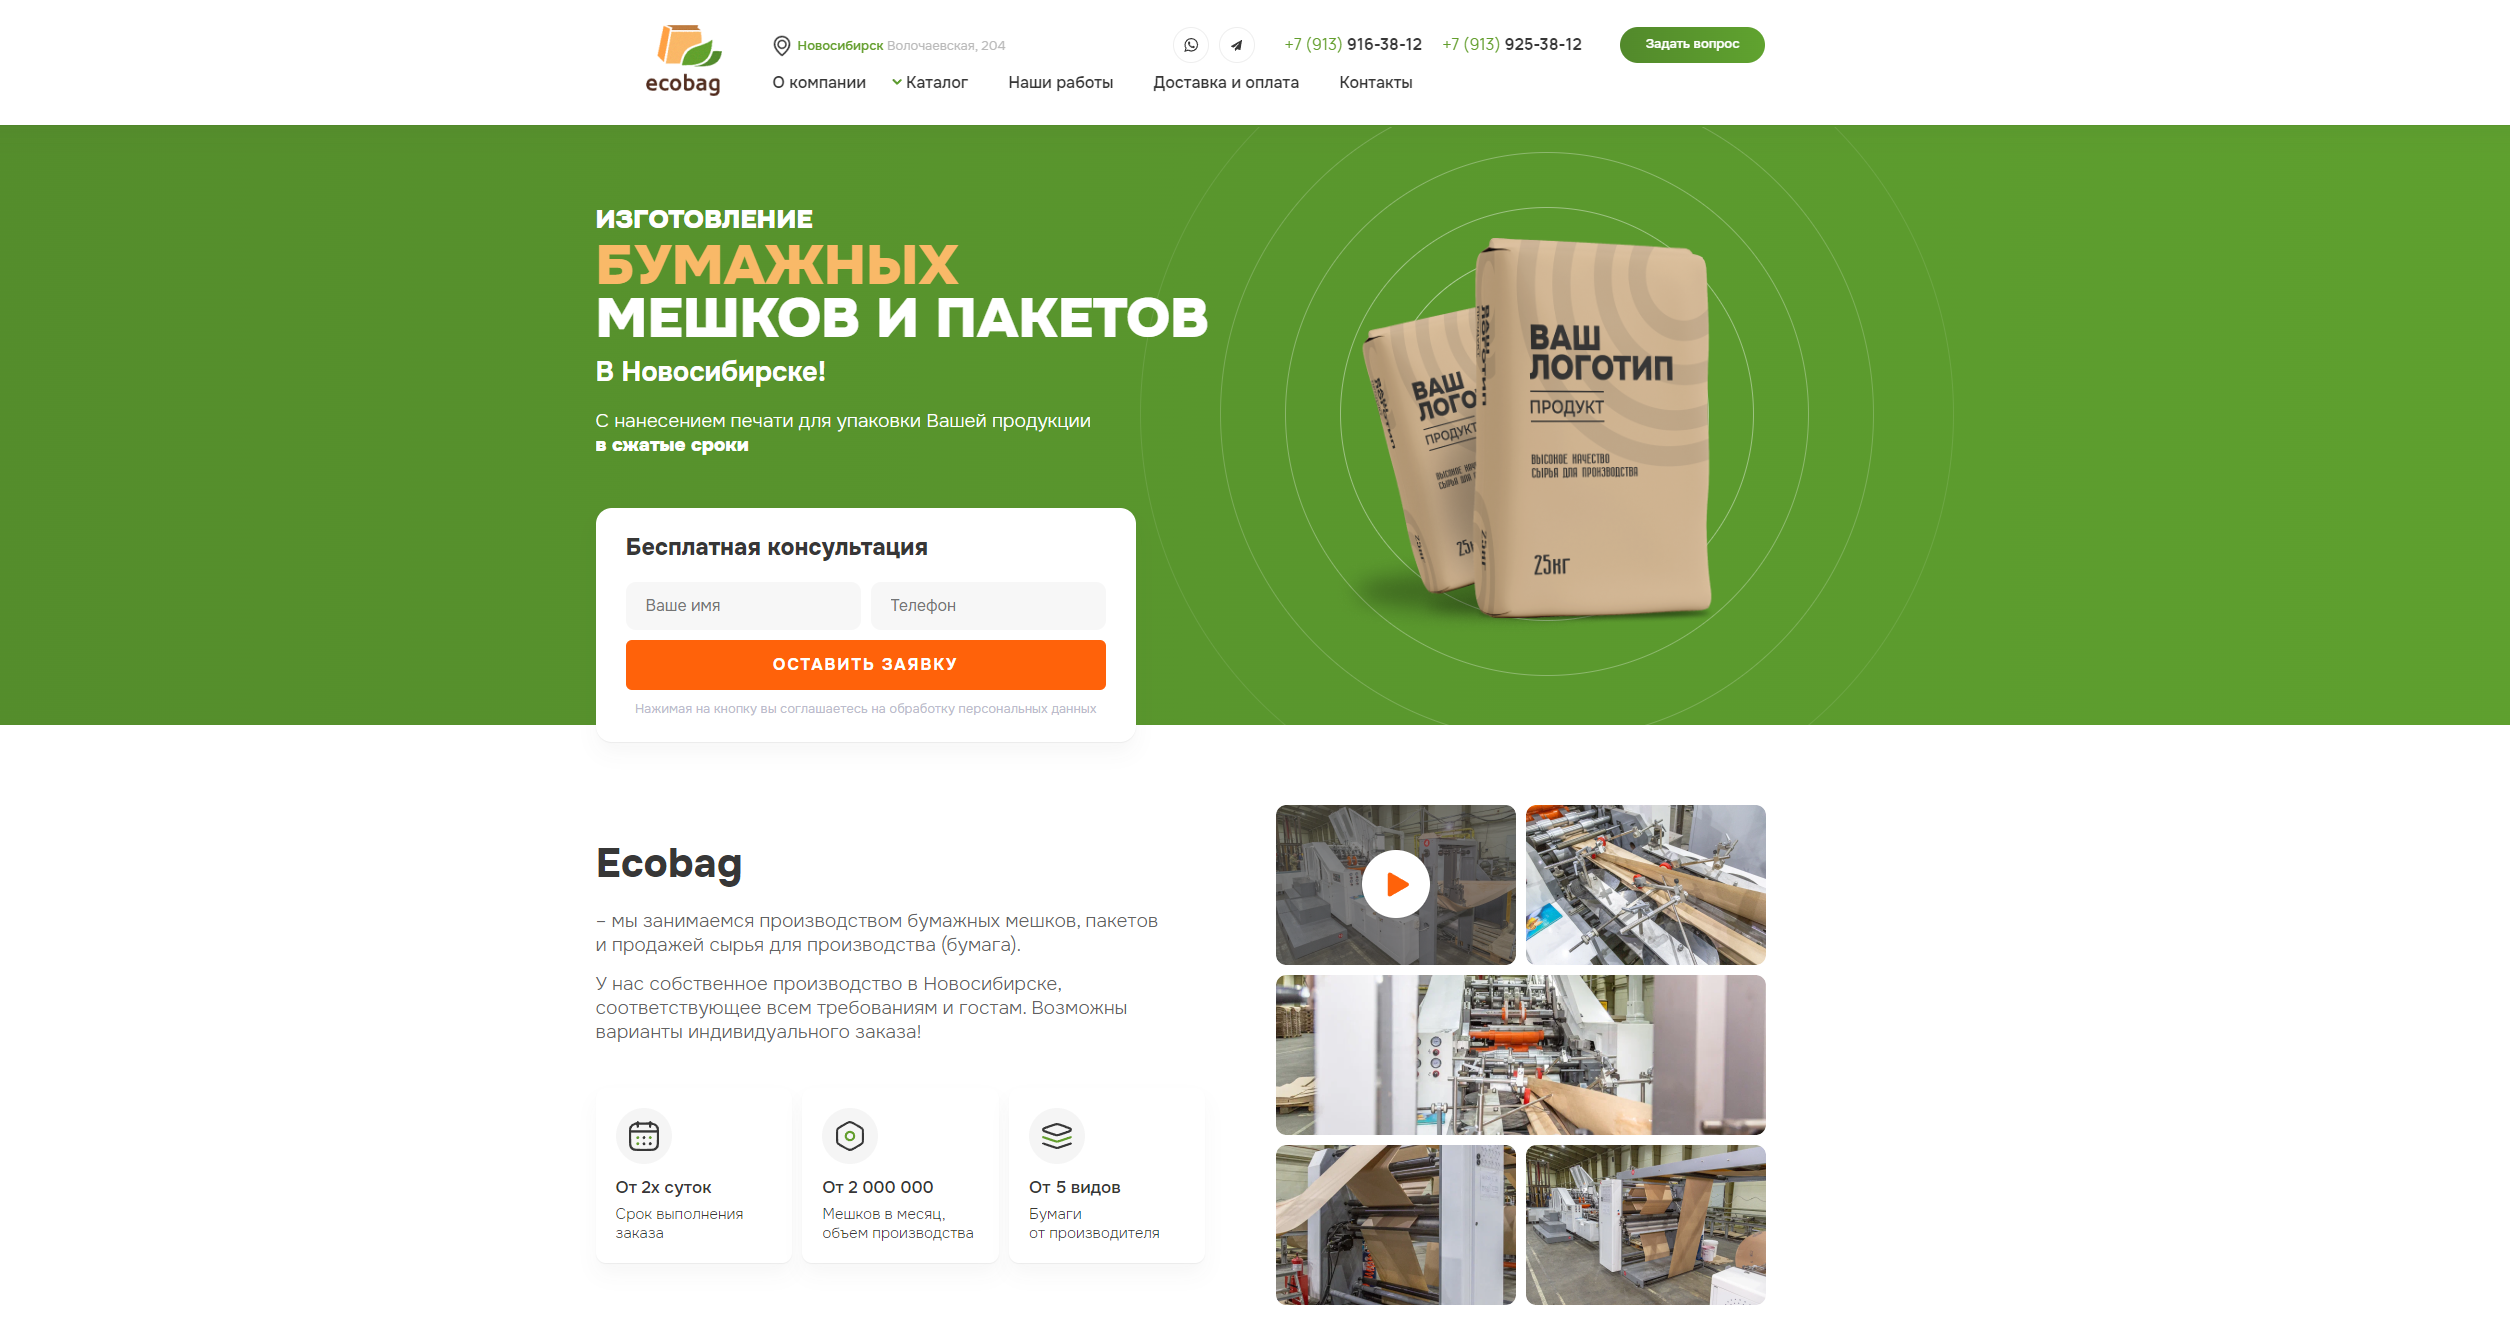 ecobag
Новосибирск Волочаевская, 204
+7 (913) 916-38-12
+7 (913) 925-38-12
Задать вопрос
О компании
Каталог
Наши работы
Доставка и оплата
Контакты
ИЗГОТОВЛЕНИЕ
БУМАЖНЫХ
МЕШКОВ И ПАКЕТОВ
В Новосибирске!
С нанесением печати для упаковки Вашей продукции
в сжатые сроки
ВАШ
ЛОГОТИП
ПРОДУКТ
ВЫСОКОЕ КАЧЕСТВО
СЫРЬЯ ДЛЯ ПРОИЗВОДСТВА
25кг
ВАШ
ЛОГО
ПРОДУКТ
Бесплатная консультация
Ваше имя
Телефон
ОСТАВИТЬ ЗАЯВКУ
Нажимая на кнопку вы соглашаетесь на обработку персональных данных
Ecobag
– мы занимаемся производством бумажных мешков, пакетов
и продажей сырья для производства (бумага).
У нас собственное производство в Новосибирске,
соответствующее всем требованиям и гостам. Возможны
варианты индивидуального заказа!
От 2х суток
Срок выполнения
заказа
От 2 000 000
Мешков в месяц,
объем производства
От 5 видов
Бумаги
от производителя